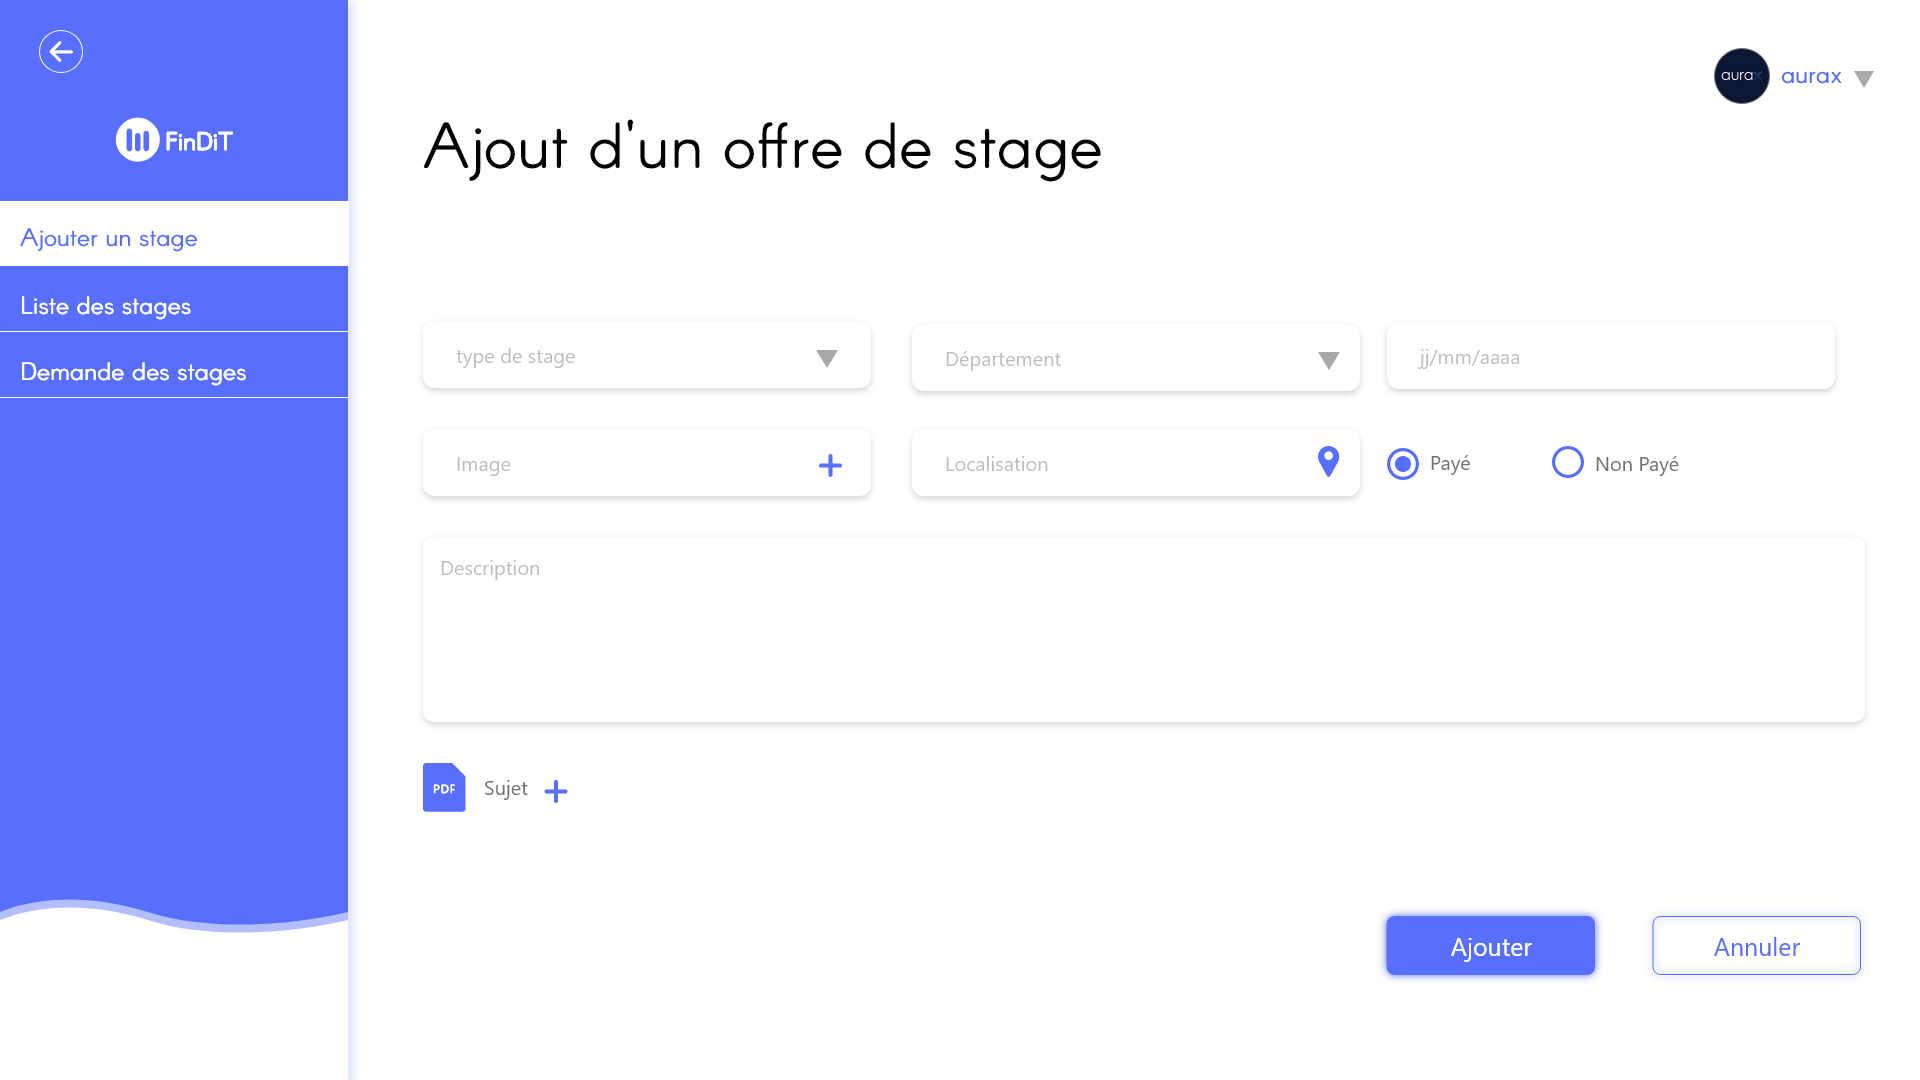 FinDiT
Ajouter un stage
Liste des stages
Demande des stages
aurax
aurax
Ajout d'un offre de stage
type de stage
Département
jj/mm/aaaa
Image
Localisation
Payé
Non Payé
Description
PDF
Sujet
Ajouter
Annuler